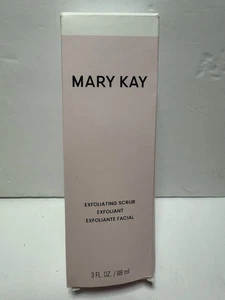 MARY KAY
EXFOLIATING SCRUB
EXFOLIANT
EXFOLIANTE FACIAL
3 FL. OZ. / 88 ml